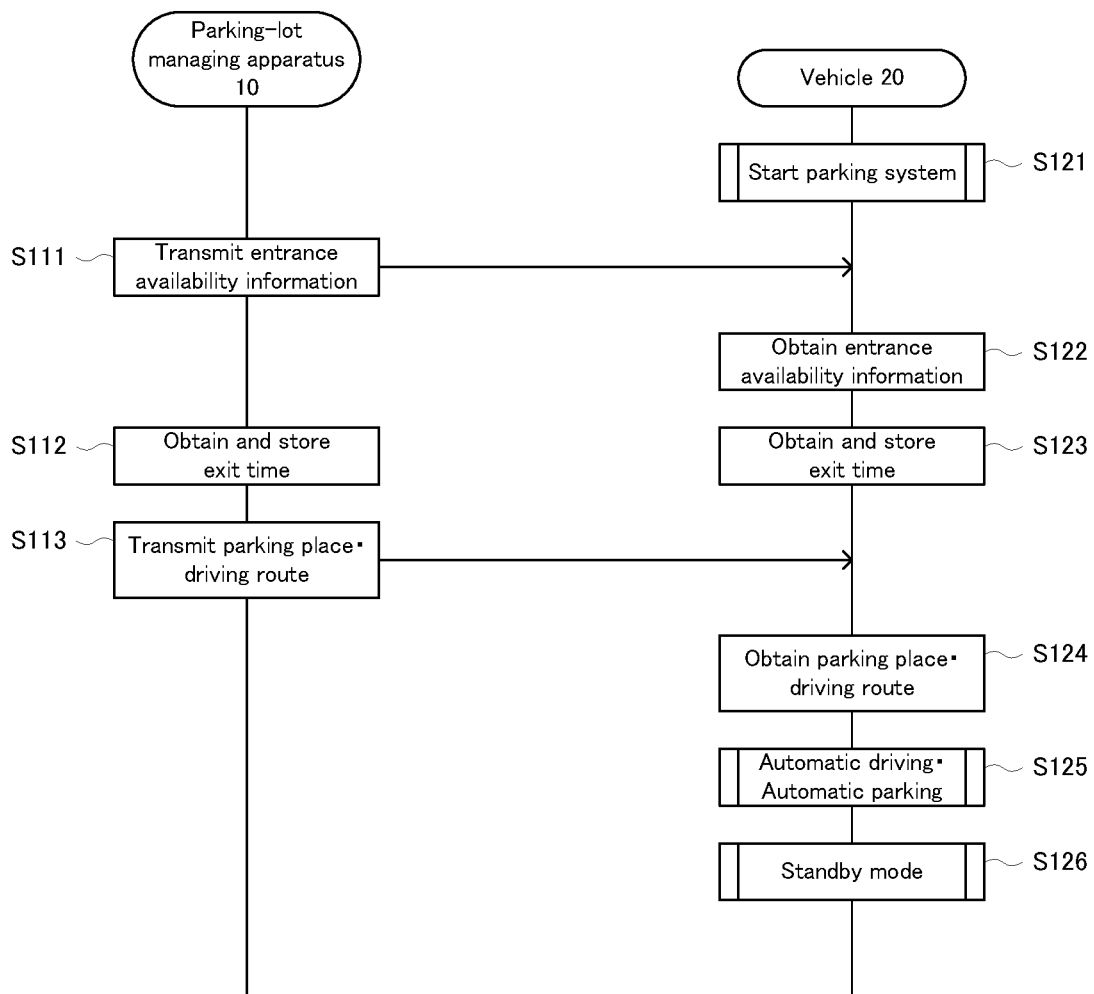 Parking-lot
managing apparatus
10
Vehicle 20
Start parking system
S121
S111
Transmit entrance
availability information
Obtain entrance
availability information
S122
S112
Obtain and store
exit time
Obtain and store
exit time
S123
S113
Transmit parking place・
driving route
Obtain parking place・
driving route
S124
Automatic driving・
Automatic parking
S125
Standby mode
S126